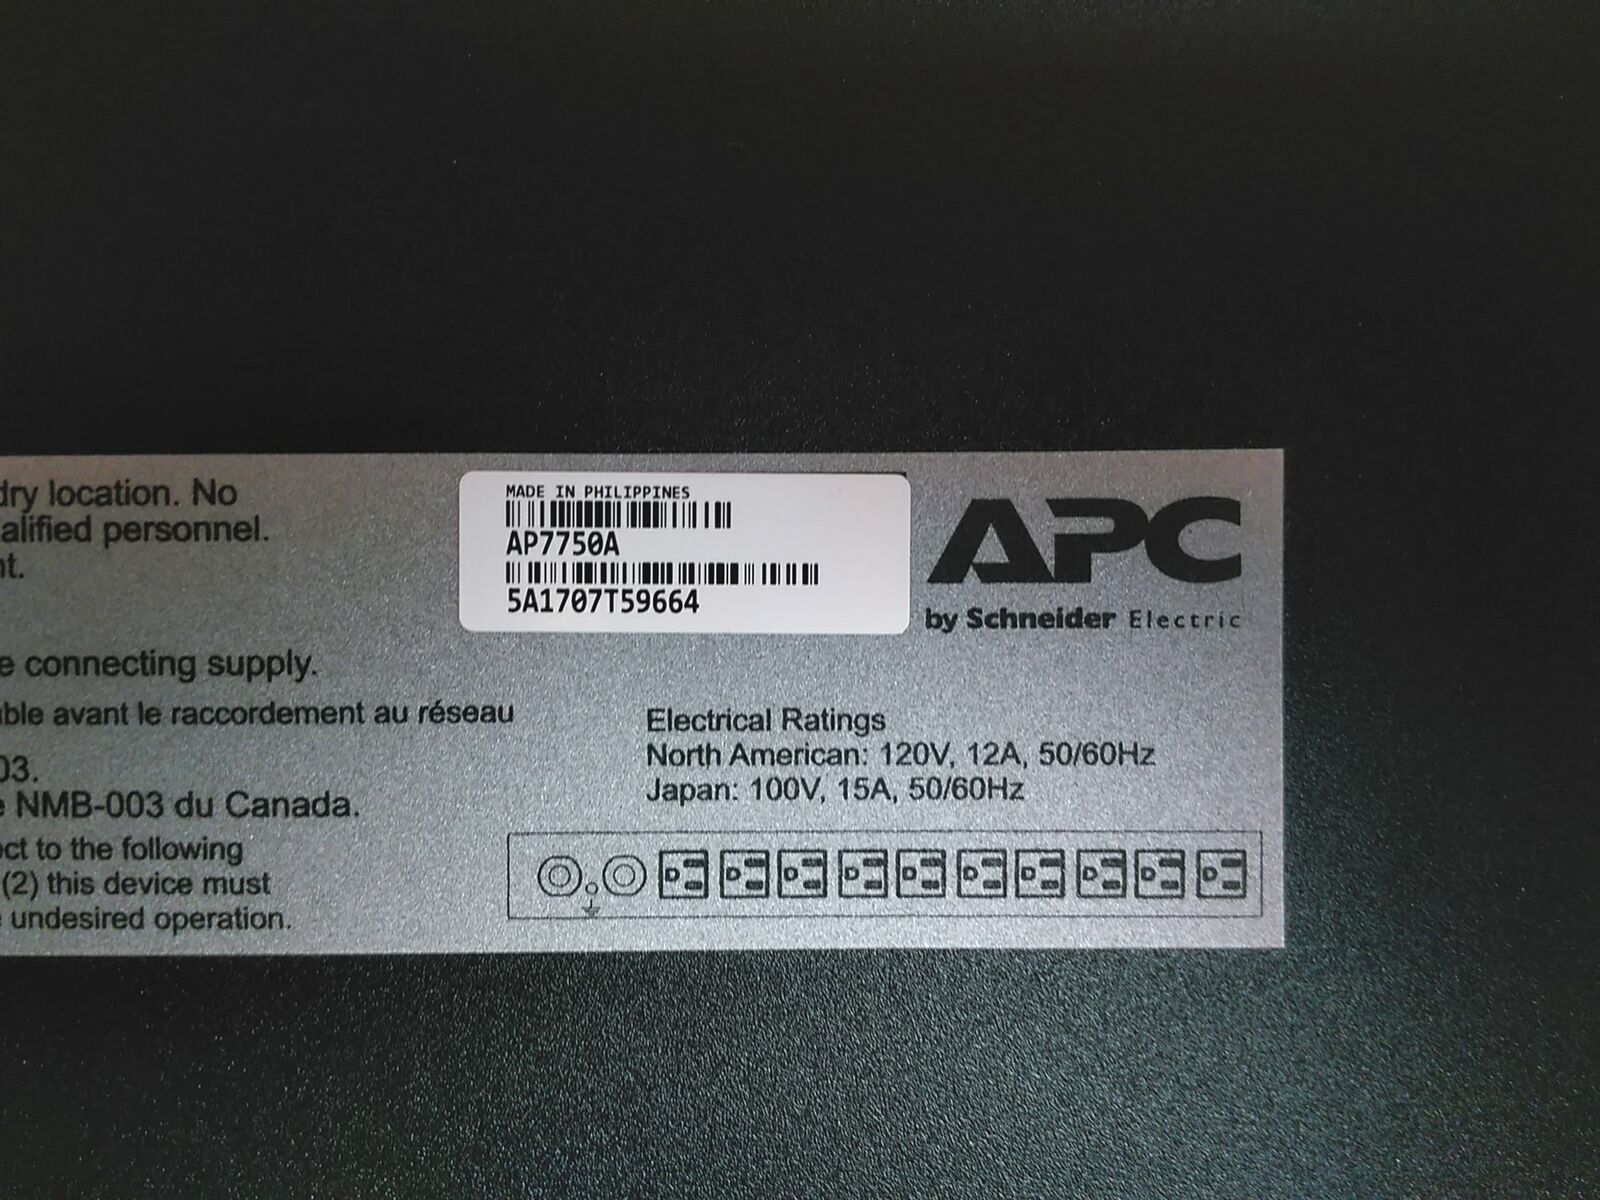 dry location. No
alified personnel.
nt.
e connecting supply.
able avant le raccordement au réseau
03.
e NMB-003 du Canada.
ect to the following
(2) this device must
e undesired operation.
MADE IN PHILIPPINES
AP7750A
5A1707T59664
APC
by Schneider Electric
Electrical Ratings
North American: 120V, 12A, 50/60Hz
Japan: 100V, 15A, 50/60Hz